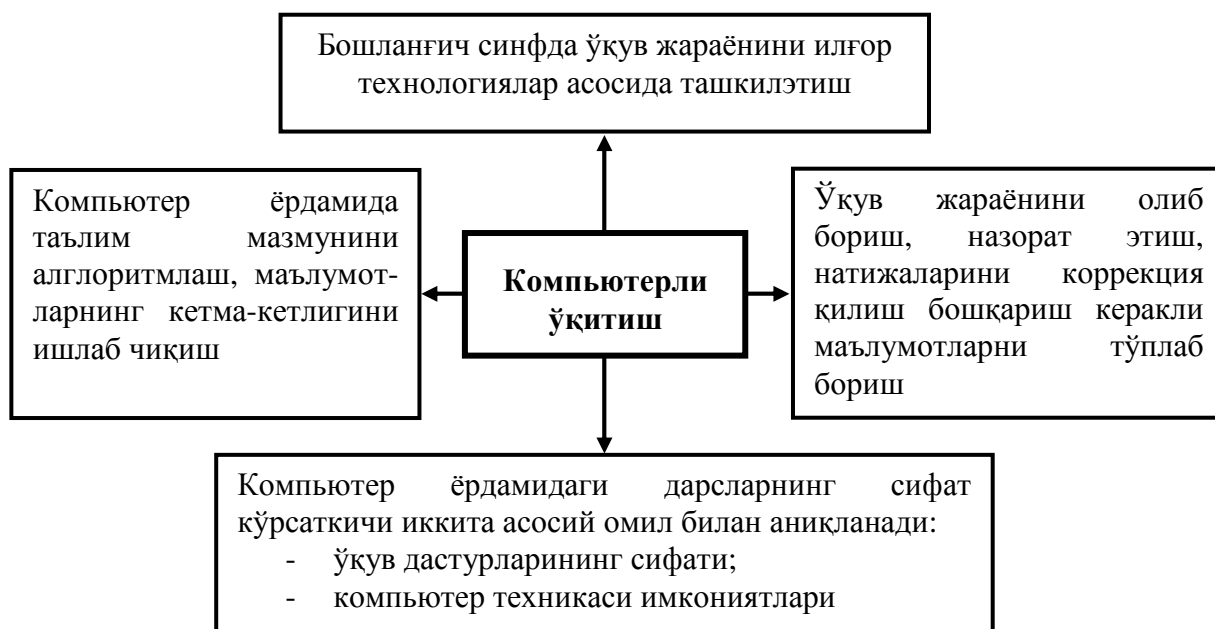 Бошланғич синфда ўқув жараёнини илғор
технологиялар асосида ташкилэтиш
Компьютер ёрдамида
таълим мазмунини
алглоритмлаш, маълумот-
ларнинг кетма-кетлигини
ишлаб чиқиш
Компьютерли
ўқитиш
Ўқув жараёнини олиб
бориш, назорат этиш,
натижаларини коррекция
қилиш бошқариш керакли
маълумотларни тўплаб
бориш
Компьютер ёрдамидаги дарсларнинг сифат
кўрсаткичи иккита асосий омил билан аниқланади:
- ўқув дастурларининг сифати;
- компьютер техникаси имкониятлари